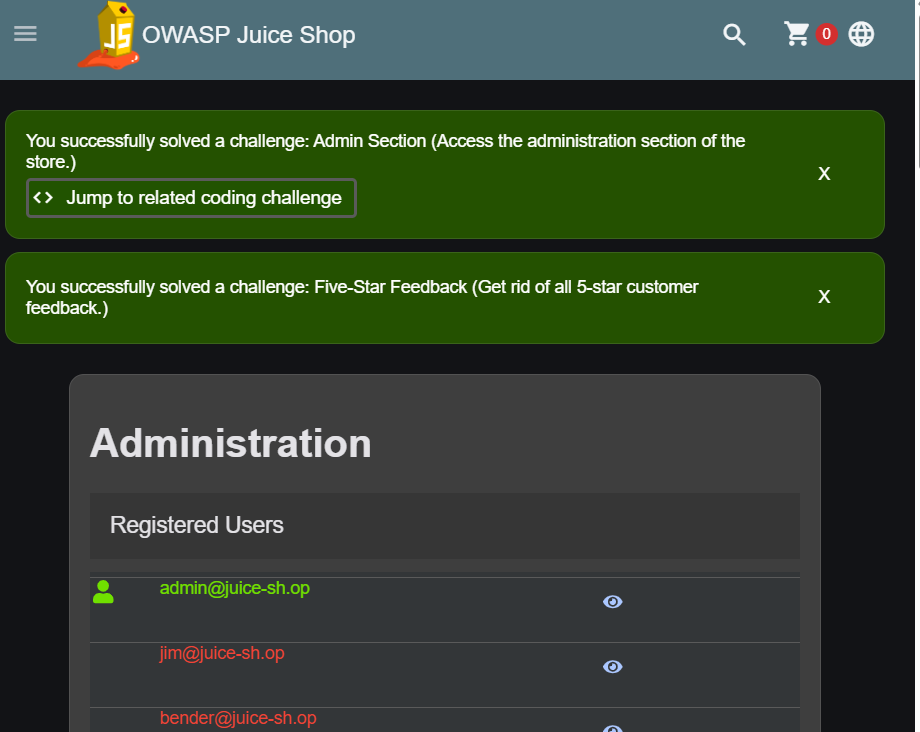 JS
OWASP Juice Shop
0
You successfully solved a challenge: Admin Section (Access the administration section of the
store.)
X
<> Jump to related coding challenge
You successfully solved a challenge: Five-Star Feedback (Get rid of all 5-star customer
feedback.)
X
Administration
Registered Users
admin@juice-sh.op
jim@juice-sh.op
bender@juice-sh.op